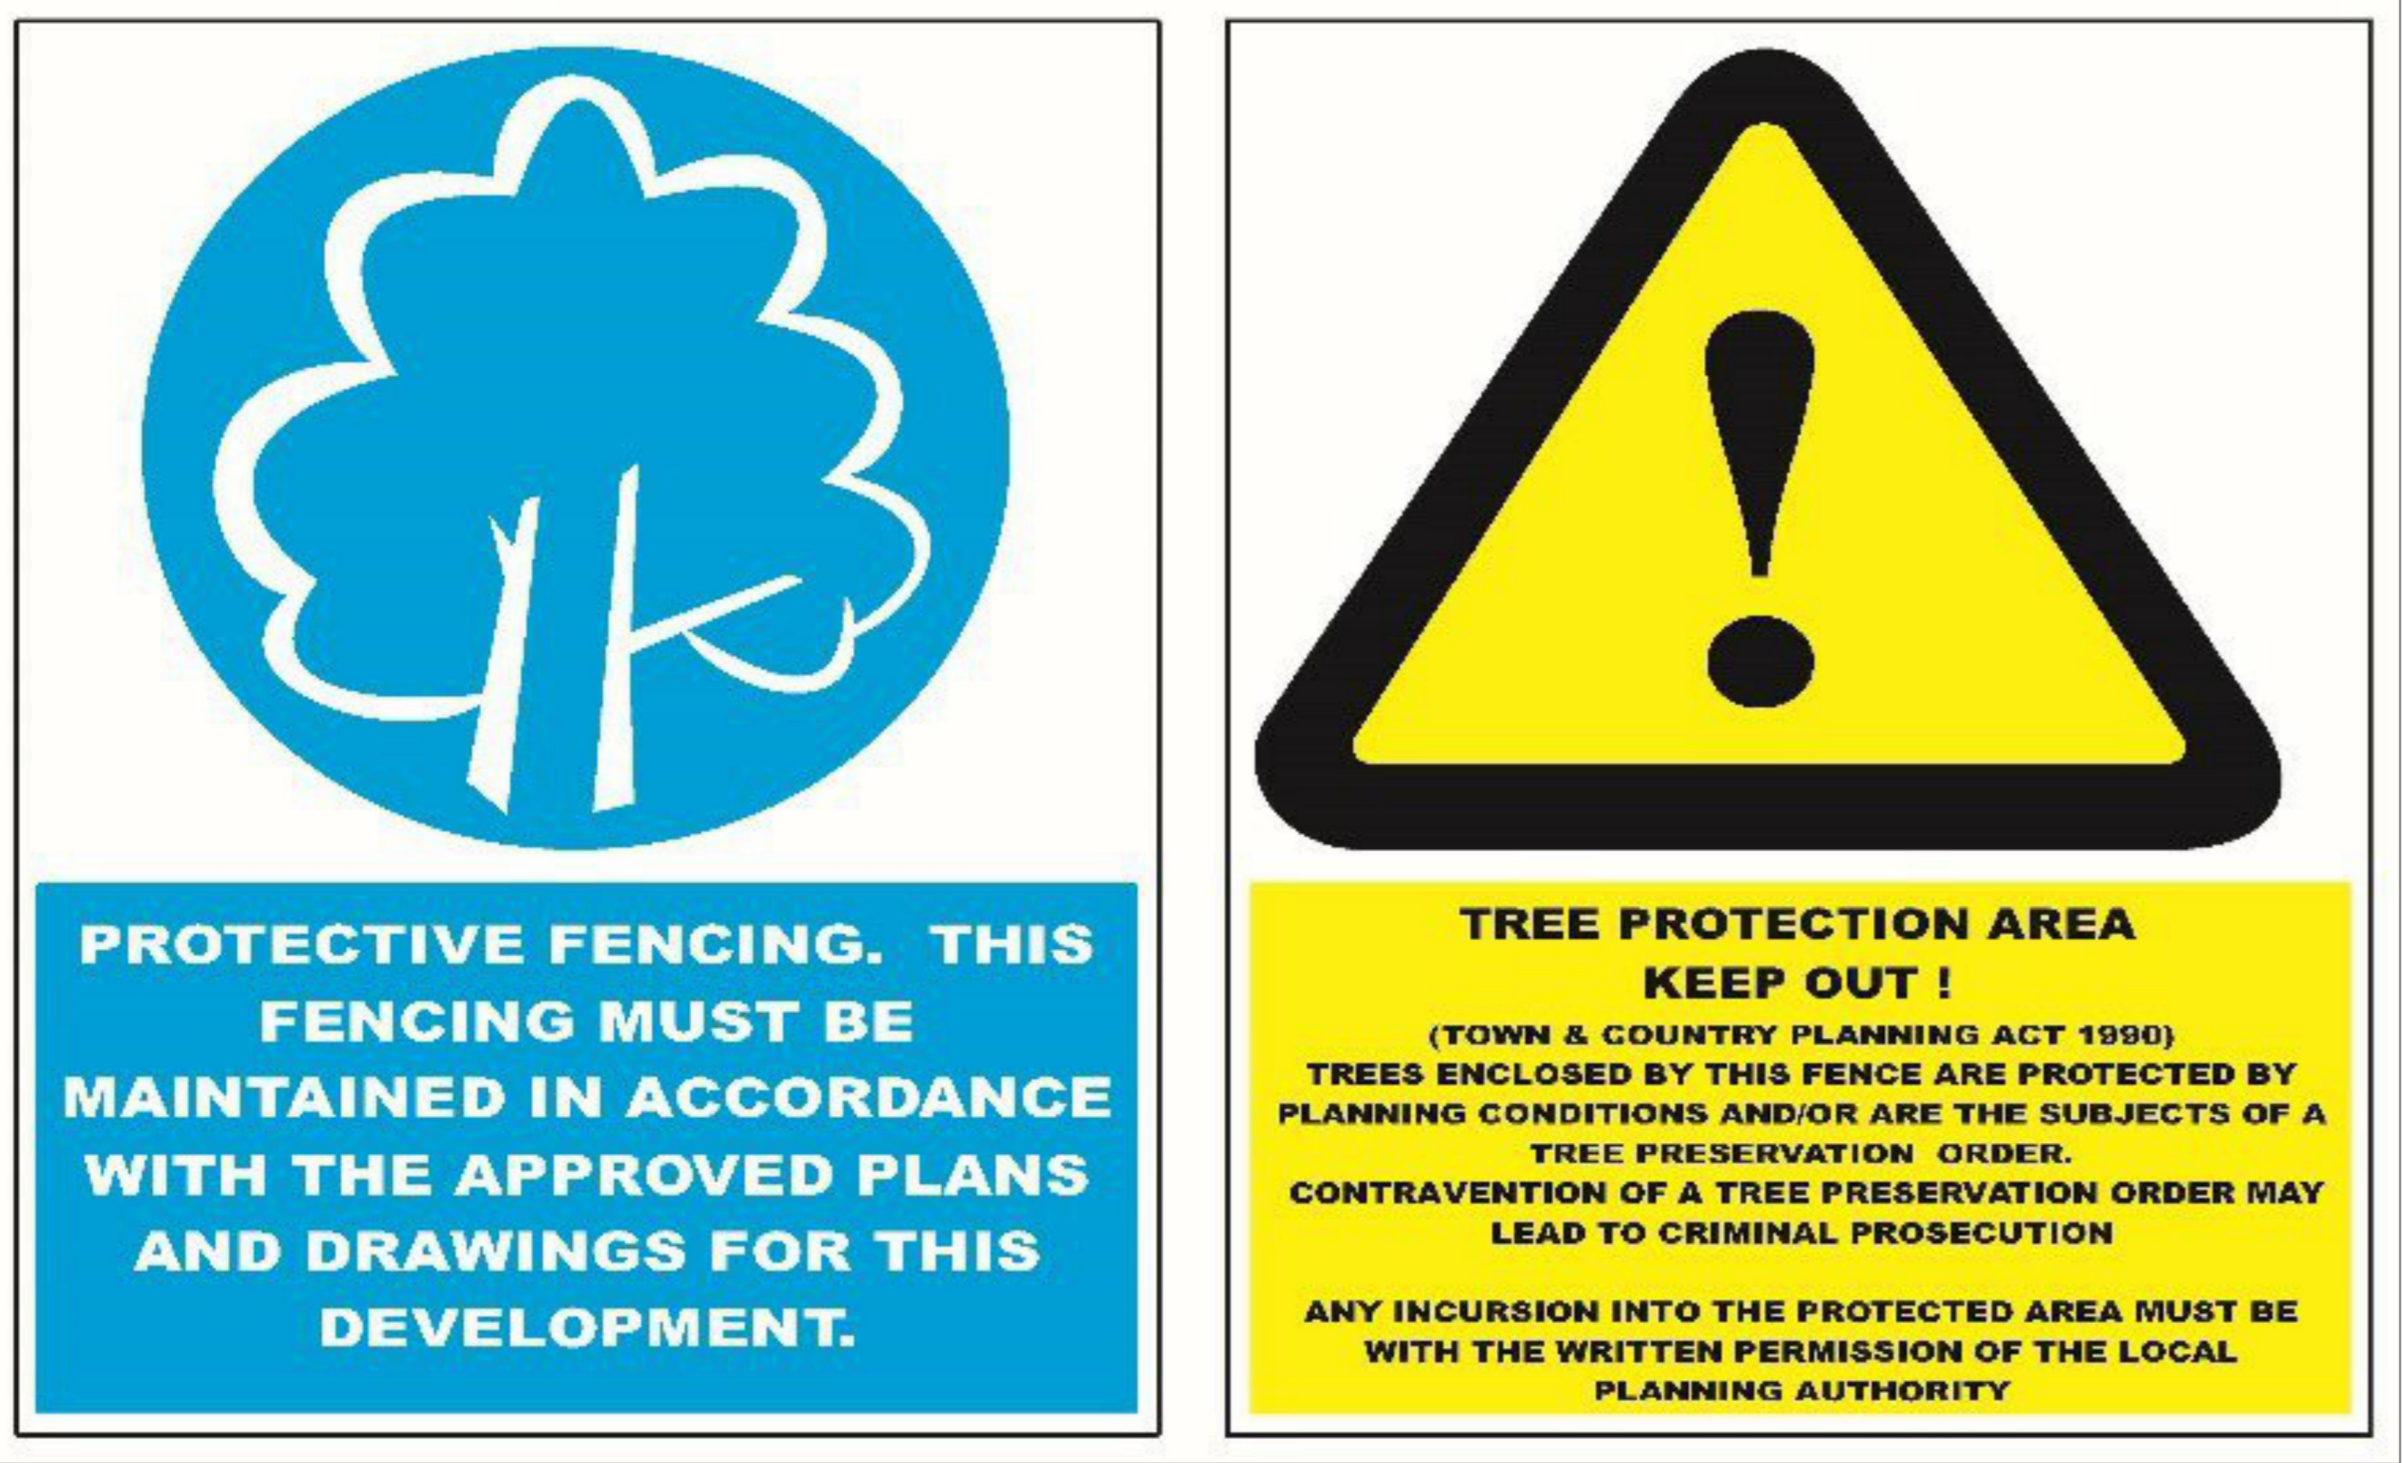 PROTECTIVE FENCING. THIS
FENCING MUST BE
MAINTAINED IN ACCORDANCE
WITH THE APPROVED PLANS
AND DRAWINGS FOR THIS
DEVELOPMENT.
TREE PROTECTION AREA
KEEP OUT !
(TOWN & COUNTRY PLANNING ACT 1990)
TREES ENCLOSED BY THIS FENCE ARE PROTECTED BY
PLANNING CONDITIONS AND/OR ARE THE SUBJECTS OF A
TREE PRESERVATION ORDER.
CONTRAVENTION OF A TREE PRESERVATION ORDER MAY
LEAD TO CRIMINAL PROSECUTION
ANY INCURSION INTO THE PROTECTED AREA MUST BE
WITH THE WRITTEN PERMISSION OF THE LOCAL
PLANNING AUTHORITY